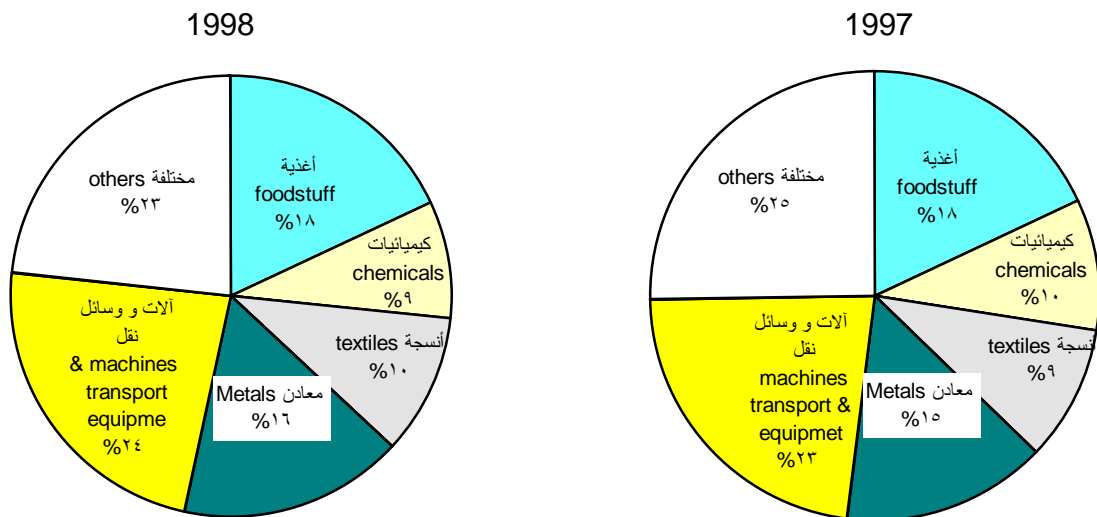 1998
أغذية
foodstuff
%١٨
كيميائيات
chemicals
%٩
أنسجة textiles
%١٠
معادن Metals
%١٦
آلات و وسائل
نقل
& machines
transport
equipme
%٢٤
مختلفة others
%٢٣
1997
أغذية
foodstuff
%١٨
كيميائيات
chemicals
%١٠
أنسجة textiles
%٩
معادن Metals
%١٥
آلات و وسائل
نقل
machines
transport &
equipmet
%٢٣
مختلفة others
%٢٥